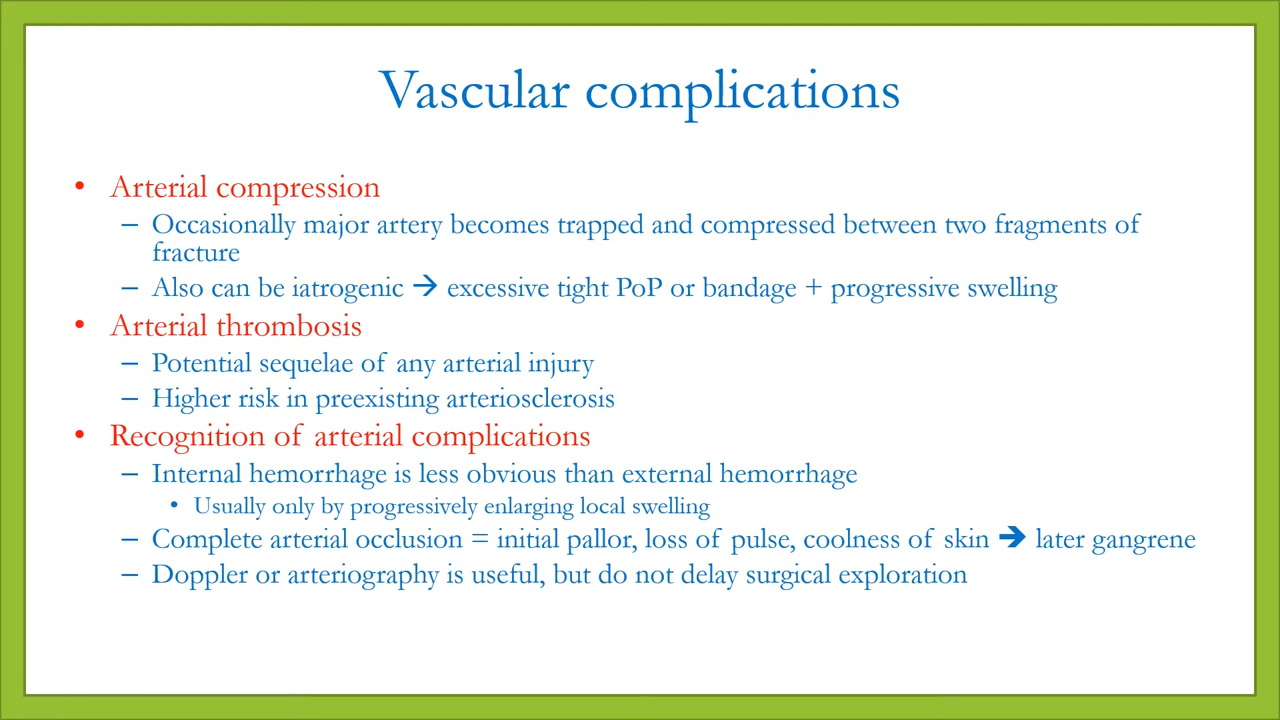 Vascular complications
• Arterial compression
– Occasionally major artery becomes trapped and compressed between two fragments of
fracture
– Also can be iatrogenic → excessive tight PoP or bandage + progressive swelling
• Arterial thrombosis
– Potential sequelae of any arterial injury
– Higher risk in preexisting arteriosclerosis
• Recognition of arterial complications
– Internal hemorrhage is less obvious than external hemorrhage
• Usually only by progressively enlarging local swelling
– Complete arterial occlusion = initial pallor, loss of pulse, coolness of skin → later gangrene
– Doppler or arteriography is useful, but do not delay surgical exploration